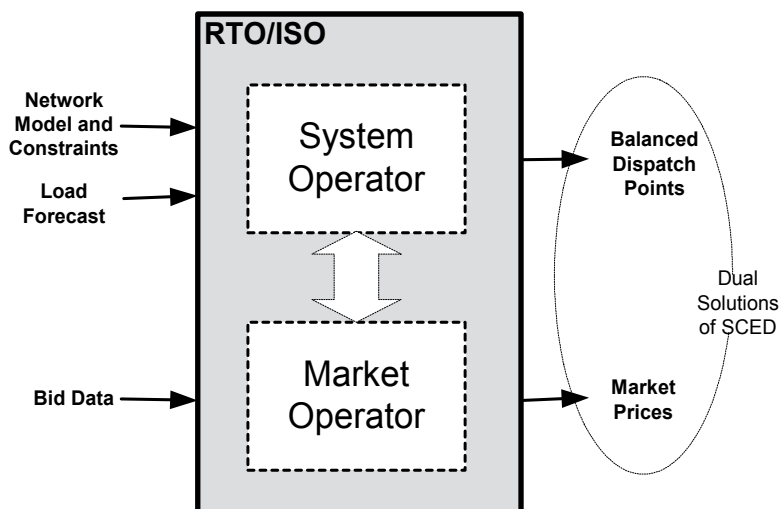 RTO/ISO
Network
Model and
Constraints
Load
Forecast
Bid Data
System
Operator
Market
Operator
Balanced
Dispatch
Points
Dual
Solutions
of SCED
Market
Prices